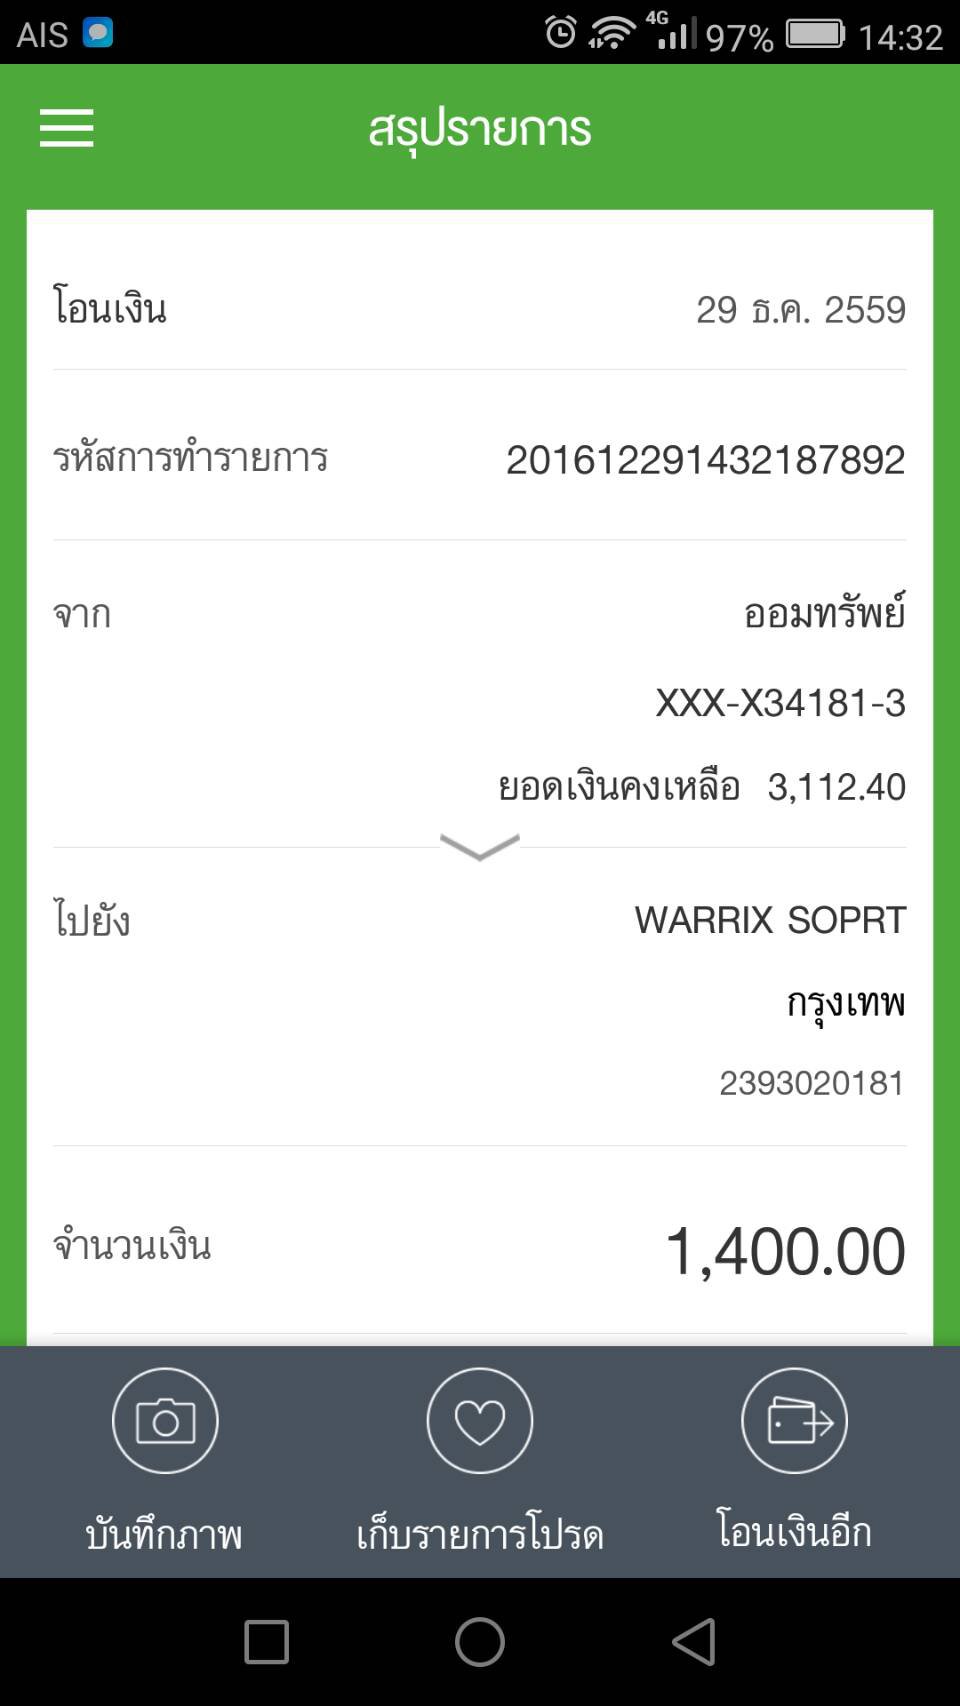 AIS 4G 97% 14:32
สรุปรายการ
โอนเงิน 29 ธ.ค. 2559
รหัสการทำรายการ 201612291432187892
จาก ออมทรัพย์
XXX-X34181-3
ยอดเงินคงเหลือ 3,112.40
ไปยัง WARRIX SOPRT
กรุงเทพ
2393020181
จำนวนเงิน 1,400.00
บันทึกภาพ เก็บรายการโปรด โอนเงินอีก